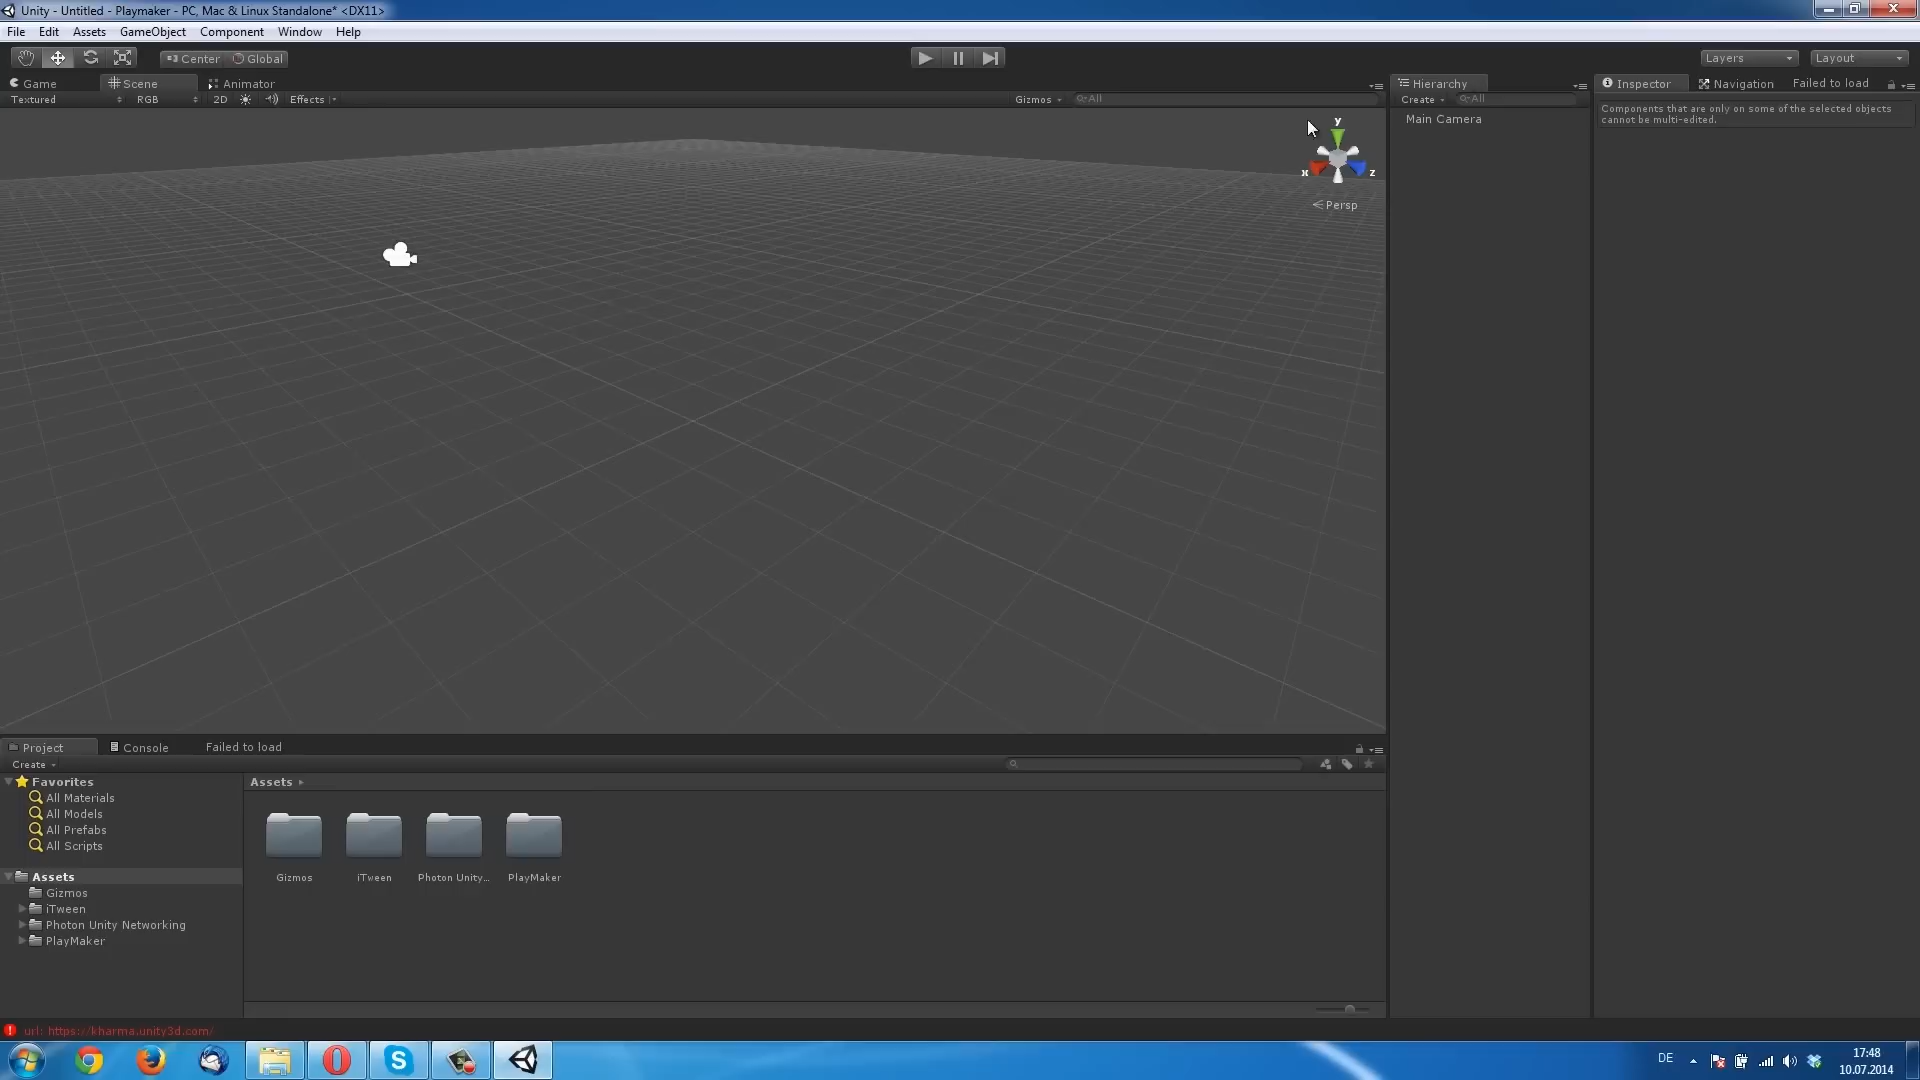 Unity - Untitled - Playmaker - PC, Mac & Linux Standalone* <DX11>
File Edit Assets GameObject Component Window Help
Center Global Layers Layout
Game Scene Animator Hierarchy Inspector Navigation Failed to load
Textured RGB 2D Effects Gizmos All Create All
Components that are only on some of the selected objects
cannot be multi-edited.
Main Camera
y
x z
Persp
Project Console Failed to load
Create
Favorites
All Materials
All Models
All Prefabs
All Scripts
Assets
Gizmos
iTween
Photon Unity Networking
PlayMaker
Assets
Gizmos iTween Photon Unity... PlayMaker
url: https://kharma.unity3d.com/
DE
17:48
10.07.2014